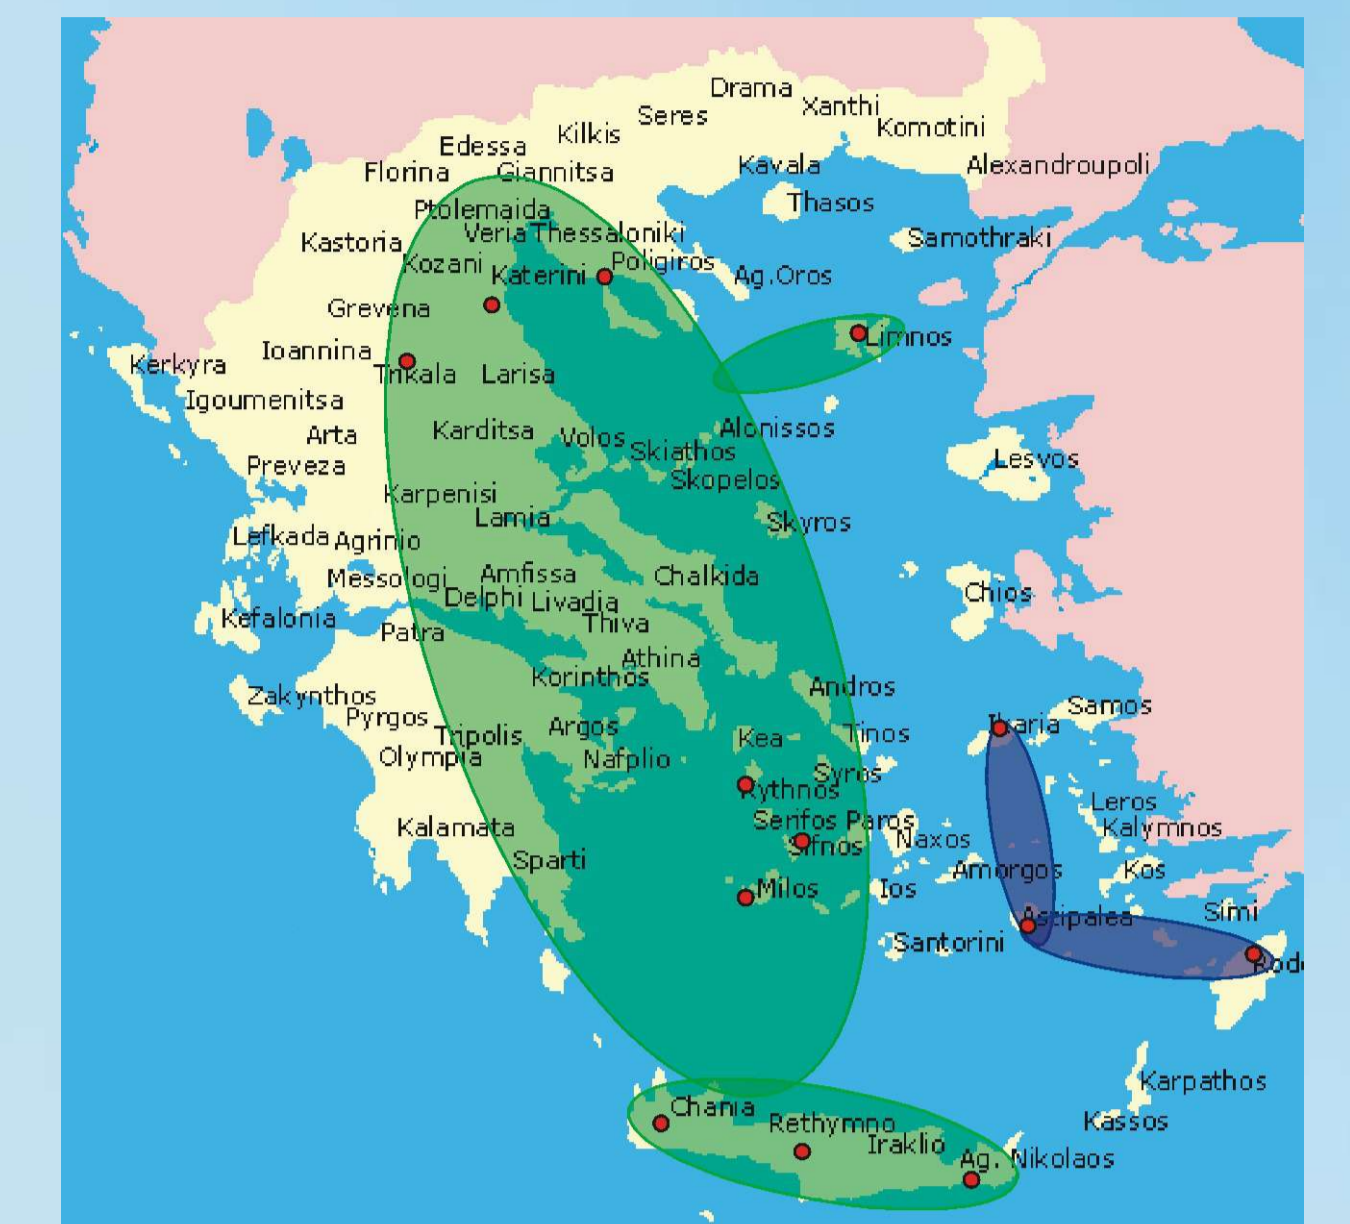 Drama
Xanthi
Seres
Komotini
Kilkis
Edessa
Kavala
Alexandroupoli
Florina
Giannitsa
Thasos
Ptolemaida
Veria
Thessaloniki
Samothraki
Kastoria
Kozani
Poligiros
Katerini
Ag.Oros
Grevena
Limnos
Ioannina
Kerkyra
Trikala
Larisa
Igoumenitsa
Alonissos
Arta
Karditsa
Volos
Skiathos
Lesvos
Preveza
Skopelos
Karpenisi
Lamia
Skyros
Lefkada
Agrinio
Messologi
Amfissa
Chalkida
Chios
Delphi
Livadia
Kefalonia
Thiva
Patra
Athina
Korinthos
Andros
Zakynthos
Samos
Pyrgos
Ikaria
Argos
Tripolis
Kea
Tinos
Olympia
Nafplio
Syros
Kythnos
Leros
Serifos
Paros
Kalamata
Kalymnos
Naxos
Sifnos
Sparti
Amorgos
Kos
Milos
Ios
Simi
Astipalea
Santorini
Rod
Karpathos
Chania
Rethymno
Kassos
Iraklio
Ag. Nikolaos